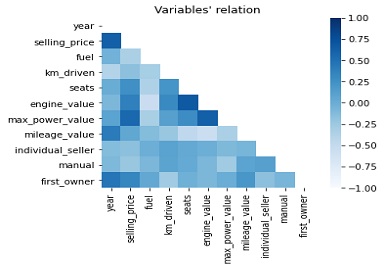 Variables' relation
year
selling_price
fuel
km_driven
seats
engine_value
max_power_value
mileage_value
individual_seller
manual
first_owner
year
selling_price
fuel
km_driven
seats
engine_value
max_power_value
mileage_value
individual_seller
manual
first_owner
1.00
0.75
0.50
0.25
0.00
−0.25
−0.50
−0.75
−1.00